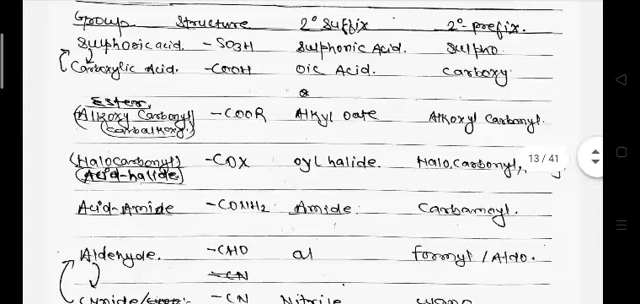 Group Structure 2° Suffix 2°-prefix.
Sulphonic acid. -SO3H Sulphonic Acid. Sulpho
Carboxylic Acid. -COOH oic Acid. Carboxy
Ester,
(Alkoxy Carbonyl) -COOR Alkyl oate Alkoxyl Carbonyl.
(carbalkoxy)
(Halocarbonyl) -COX oyl halide. Halo, Carbonyl, 13/41
(Acid-halide)
Acid-Amide -CONH2 Amide. Carbamoyl.
Aldehyde. -CHO al formyl/Aldo.
-CN
-CN Nitrile